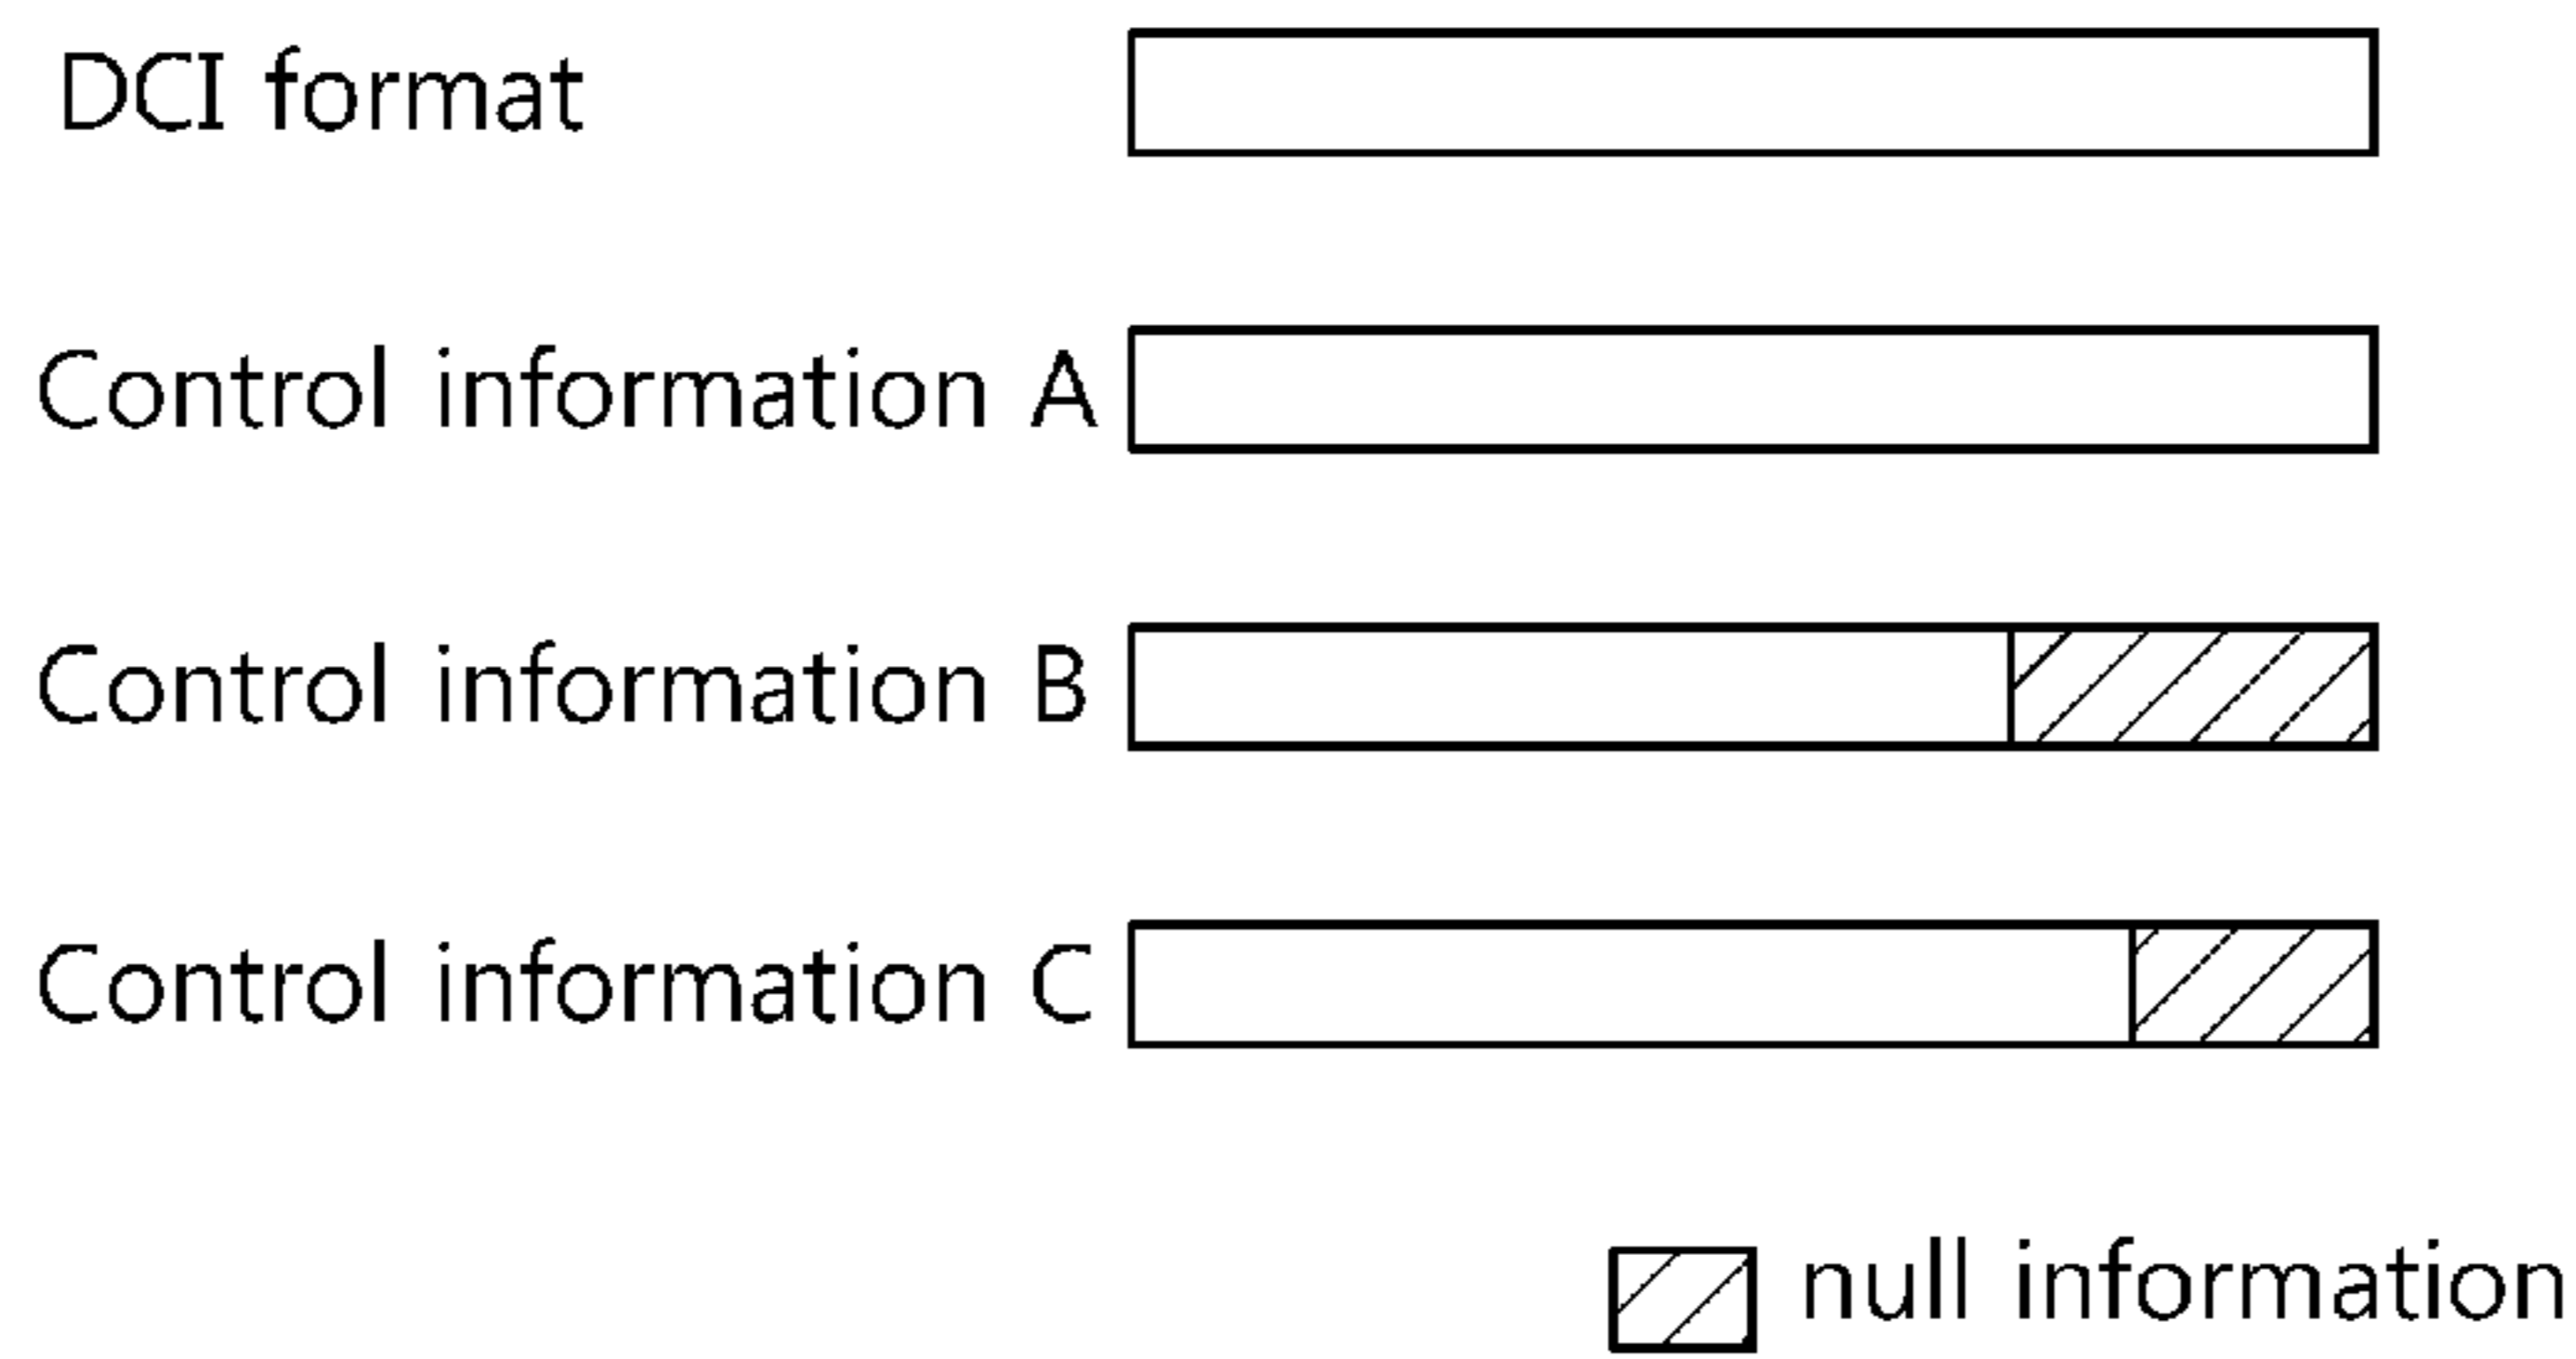 DCI format
Control information A
Control information B
Control information C
null information